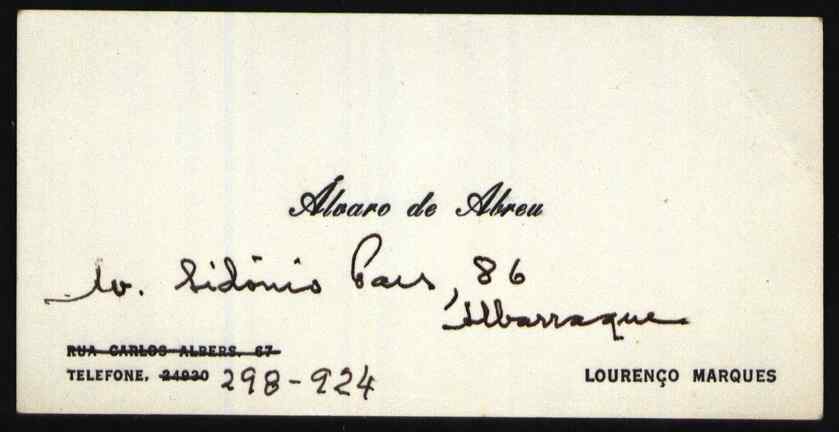 Álvaro de Abreu
Av. Sidónio Pais, 86
Albarraque
RUA CARLOS ALBERS, 67
TELEFONE, 24930 298-924
LOURENÇO MARQUES